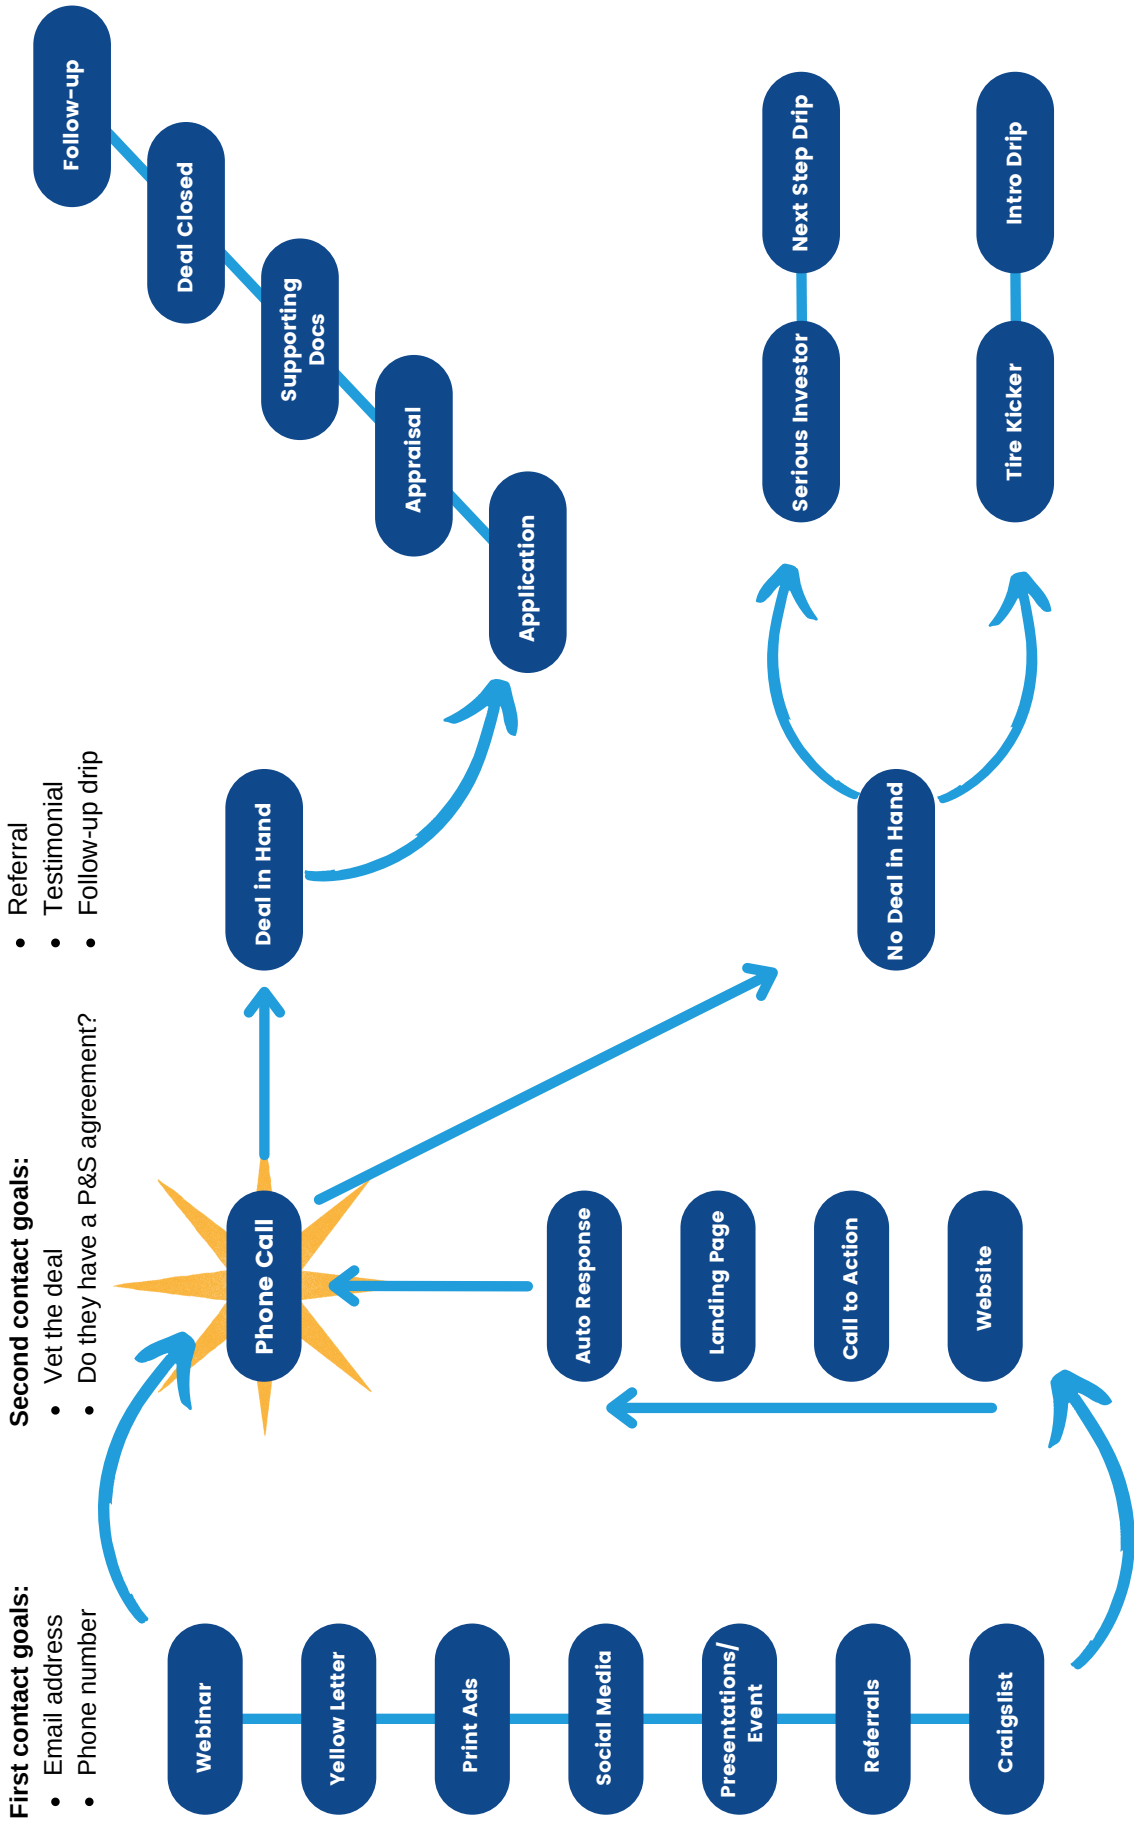 First contact goals:
Email address
Phone number
Second contact goals:
Vet the deal
Do they have a P&S agreement?
Referral
Testimonial
Follow-up drip
Webinar
Yellow Letter
Print Ads
Social Media
Presentations/
Event
Referrals
Craigslist
Phone Call
Auto Response
Landing Page
Call to Action
Website
Deal in Hand
No Deal in Hand
Application
Appraisal
Supporting
Docs
Deal Closed
Follow-up
Serious Investor
Next Step Drip
Tire Kicker
Intro Drip